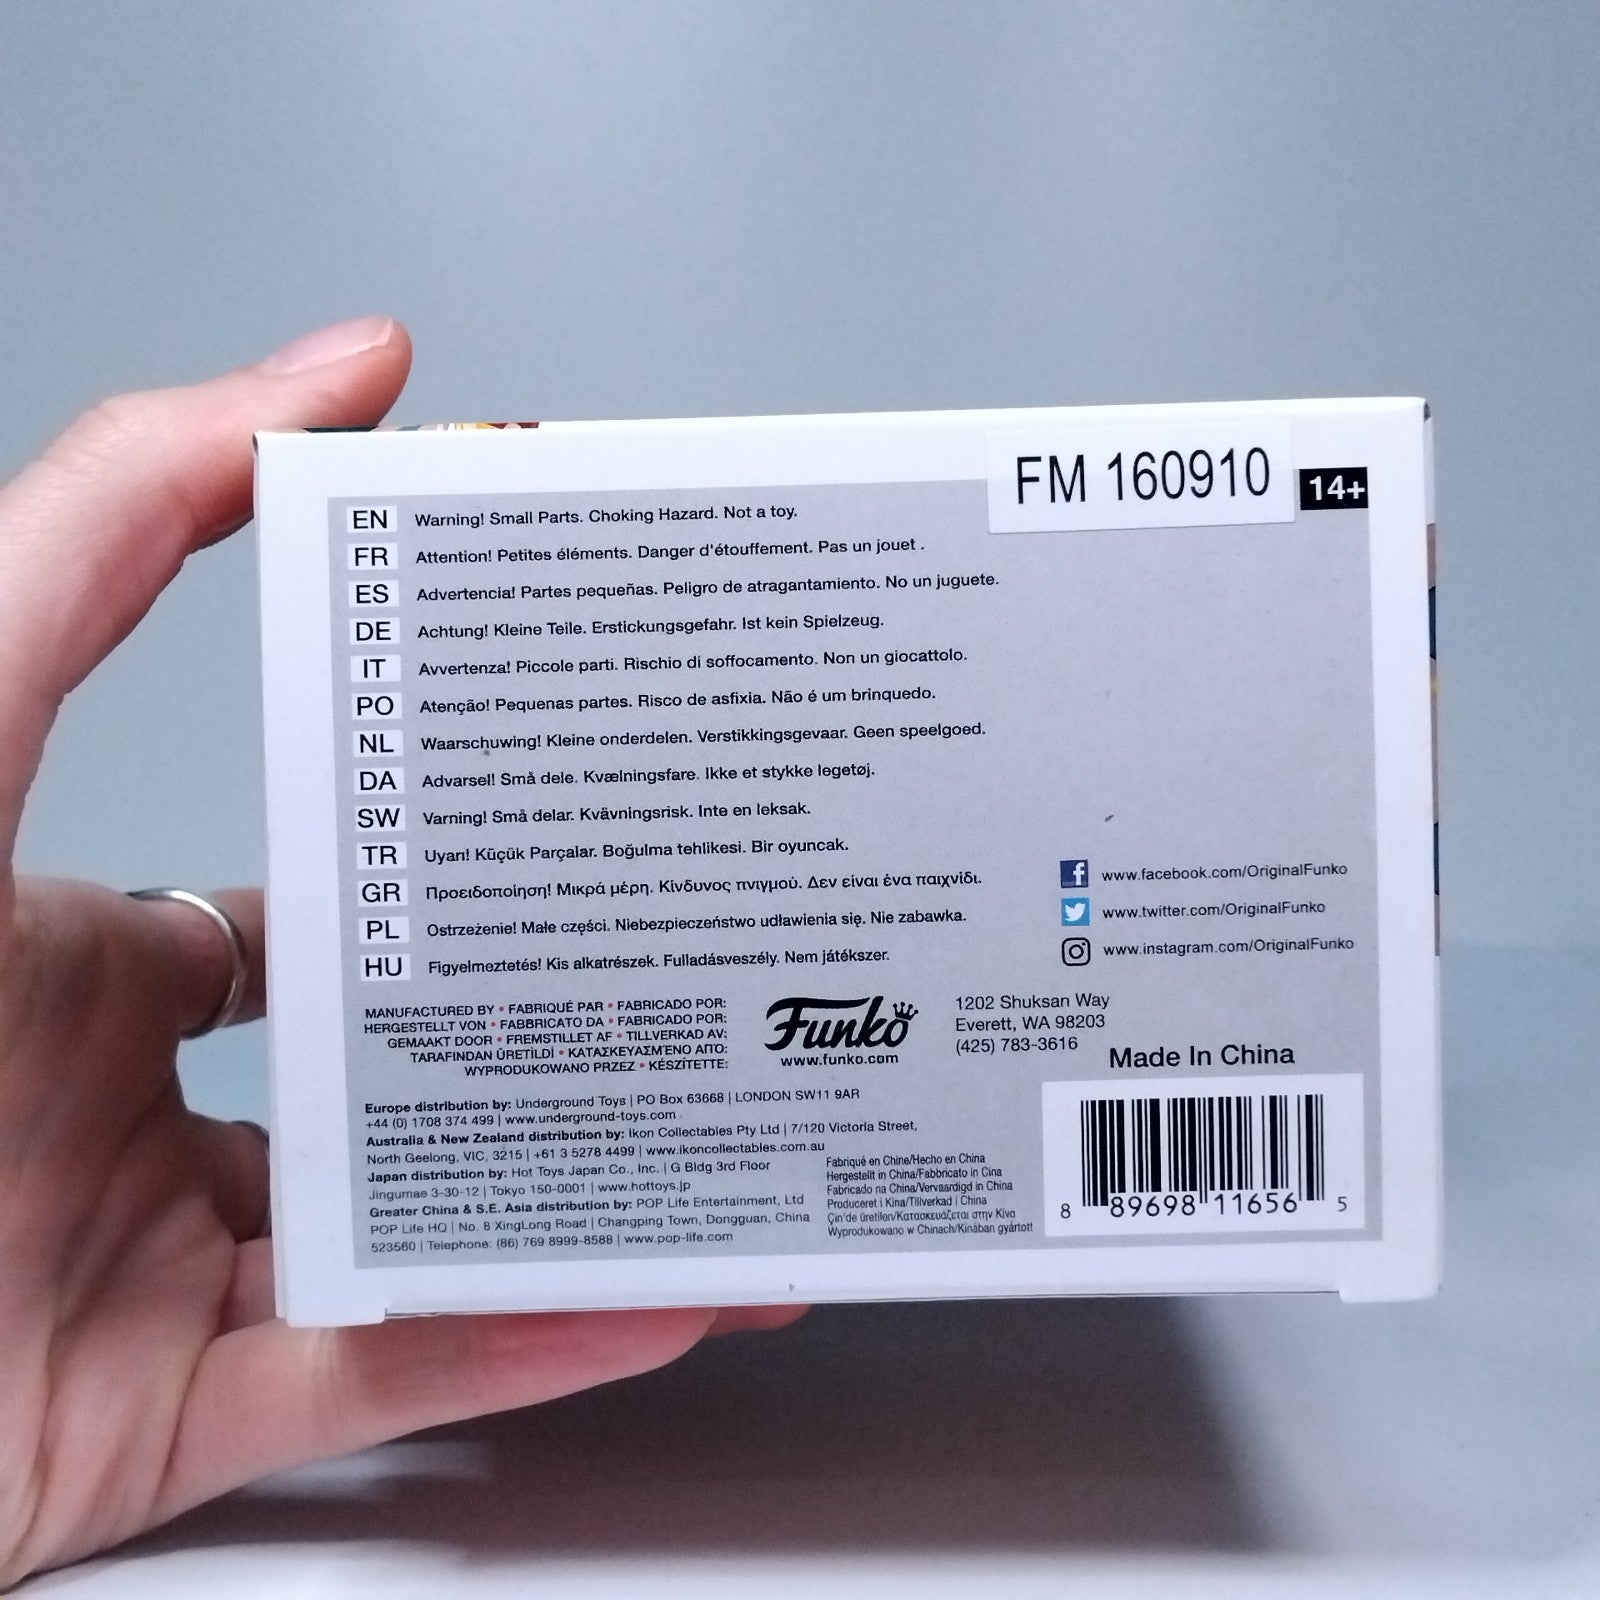 FM 160910
14+
EN Warning! Small Parts. Choking Hazard. Not a toy.
FR Attention! Petites éléments. Danger d'étouffement. Pas un jouet .
ES Advertencia! Partes pequeñas. Peligro de atragantamiento. No un juguete.
DE Achtung! Kleine Teile. Erstickungsgefahr. Ist kein Spielzeug.
IT Avvertenza! Piccole parti. Rischio di soffocamento. Non un giocattolo.
PO Atenção! Pequenas partes. Risco de asfixia. Não é um brinquedo.
NL Waarschuwing! Kleine onderdelen. Verstikkingsgevaar. Geen speelgoed.
DA Advarsel! Små dele. Kvælningsfare. Ikke et stykke legetøj.
SW Varning! Små delar. Kvävningsrisk. Inte en leksak.
TR Uyarı! Küçük Parçalar. Boğulma tehlikesi. Bir oyuncak.
GR Προειδοποίηση! Μικρά μέρη. Κίνδυνος πνιγμού. Δεν είναι ένα παιχνίδι.
PL Ostrzeżenie! Małe części. Niebezpieczeństwo udławienia się. Nie zabawka.
HU Figyelmeztetés! Kis alkatrészek. Fulladásveszély. Nem játékszer.
www.facebook.com/OriginalFunko
www.twitter.com/OriginalFunko
www.instagram.com/OriginalFunko
MANUFACTURED BY • FABRIQUÉ PAR • FABRICADO POR:
HERGESTELLT VON • FABBRICATO DA • FABRICADO POR:
GEMAAKT DOOR • FREMSTILLET AF • TILLVERKAD AV:
TARAFINDAN ÜRETİLDİ • ΚΑΤΑΣΚΕΥΑΣΜΈΝΟ ΑΠΌ:
WYPRODUKOWANO PRZEZ • KÉSZÍTETTE:
Funko
www.funko.com
1202 Shuksan Way
Everett, WA 98203
(425) 783-3616
Made In China
Europe distribution by: Underground Toys | PO Box 63668 | LONDON SW11 9AR
+44 (0) 1708 374 499 | www.underground-toys.com
Australia & New Zealand distribution by: Ikon Collectables Pty Ltd | 7/120 Victoria Street,
North Geelong, VIC, 3215 | +61 3 5278 4499 | www.ikoncollectables.com.au
Japan distribution by: Hot Toys Japan Co., Inc. | G Bldg 3rd Floor
Jingumae 3-30-12 | Tokyo 150-0001 | www.hottoys.jp
Greater China & S.E. Asia distribution by: POP Life Entertainment, Ltd
POP Life HQ | No. 8 XingLong Road | Changping Town, Dongguan, China
523560 | Telephone: (86) 769 8999-8588 | www.pop-life.com
Fabriqué en Chine/Hecho en China
Hergestellt in China/Fabbricato in Cina
Fabricado na China/Vervaardigd in China
Produceret i Kina/Tillverkad i China
Çin'de üretilen/Κατασκευάζεται στην Κίνα
Wyprodukowano w Chinach/Kínában gyártott
8 89698 11656 5